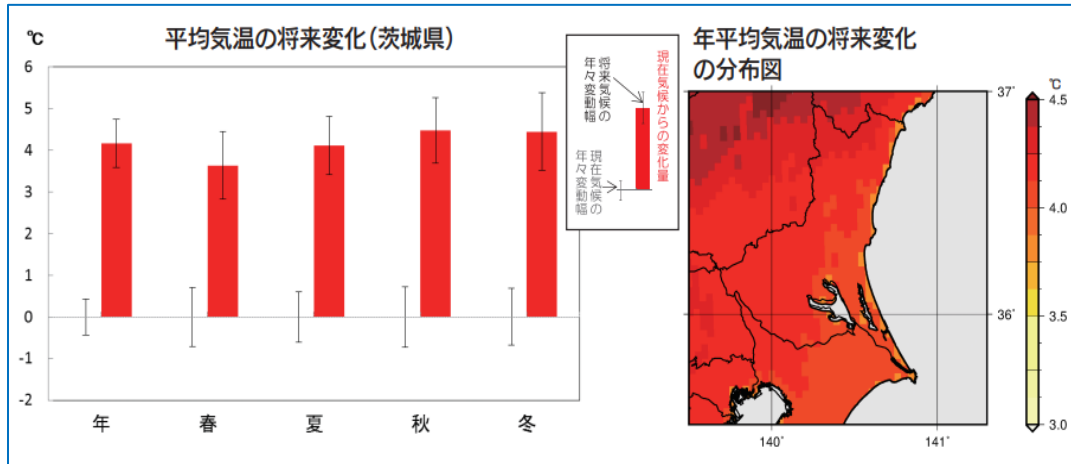 ℃
平均気温の将来変化(茨城県)
6
5
4
3
2
1
0
-1
-2
年
春
夏
秋
冬
現在気候からの変化量
将来気候の
年々変動幅
現在気候の
年々変動幅
年平均気温の将来変化
の分布図
℃
37˚
36˚
140˚
141˚
4.5
4.0
3.5
3.0